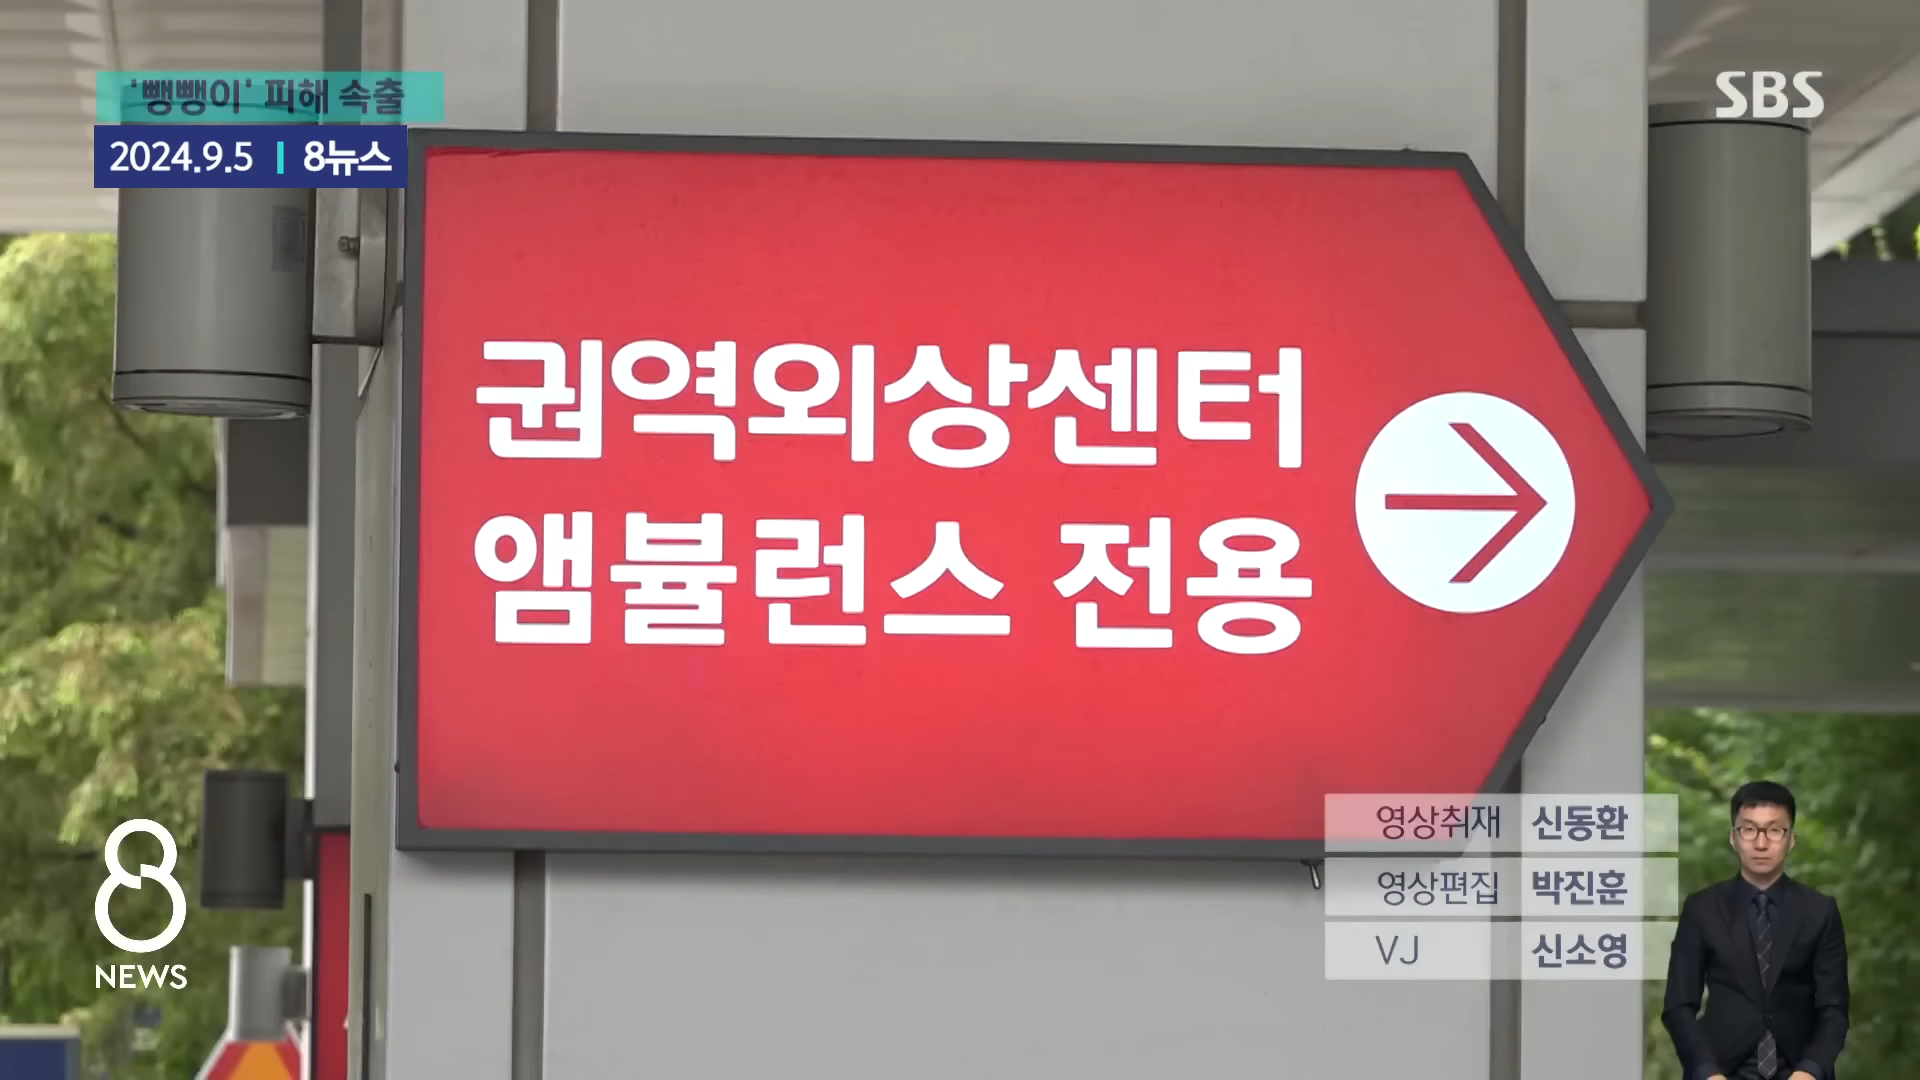 '뺑뺑이' 피해 속출
2024.9.5 | 8뉴스
SBS
권역외상센터
앰뷸런스 전용
영상취재 신동환
영상편집 박진훈
VJ 신소영
8
NEWS